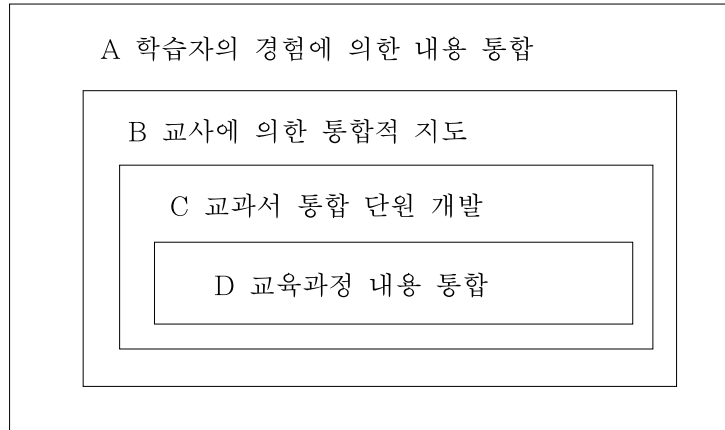 A 학습자의 경험에 의한 내용 통합
B 교사에 의한 통합적 지도
C 교과서 통합 단원 개발
D 교육과정 내용 통합